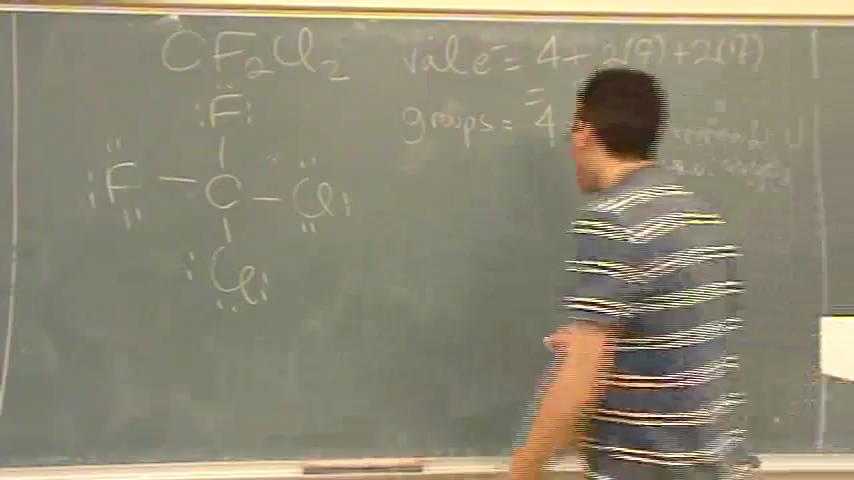 CF2Cl2
val e- = 4 + 2(7) + 2(7)
=
groups = 4
F
F — C — Cl
Cl